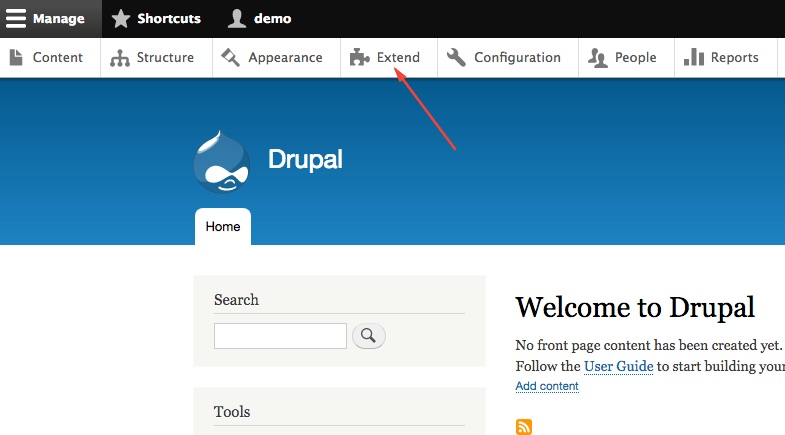 Manage Shortcuts demo
Content Structure Appearance Extend Configuration People Reports
Drupal
Home
Search
Welcome to Drupal
No front page content has been created yet.
Follow the User Guide to start building your
Add content
Tools